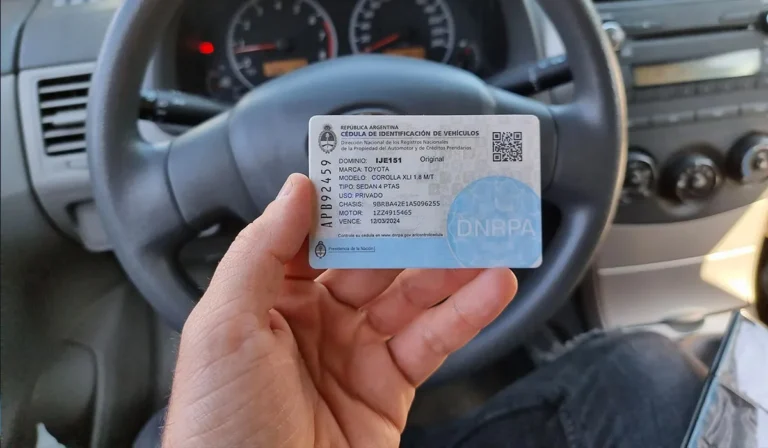 REPÚBLICA ARGENTINA
CÉDULA DE IDENTIFICACIÓN DE VEHÍCULOS
Dirección Nacional de los Registros Nacionales
de la Propiedad del Automotor y de Créditos Prendarios
APB92459
DOMINIO: IJE151 Original
MARCA: TOYOTA
MODELO: COROLLA XLI 1.8 M/T
TIPO: SEDAN 4 PTAS
USO: PRIVADO
CHASIS: 9BRBA42E1A5096255
MOTOR: 1ZZ4915465
VENCE: 12/03/2024
DNRPA
Presidencia de la Nación